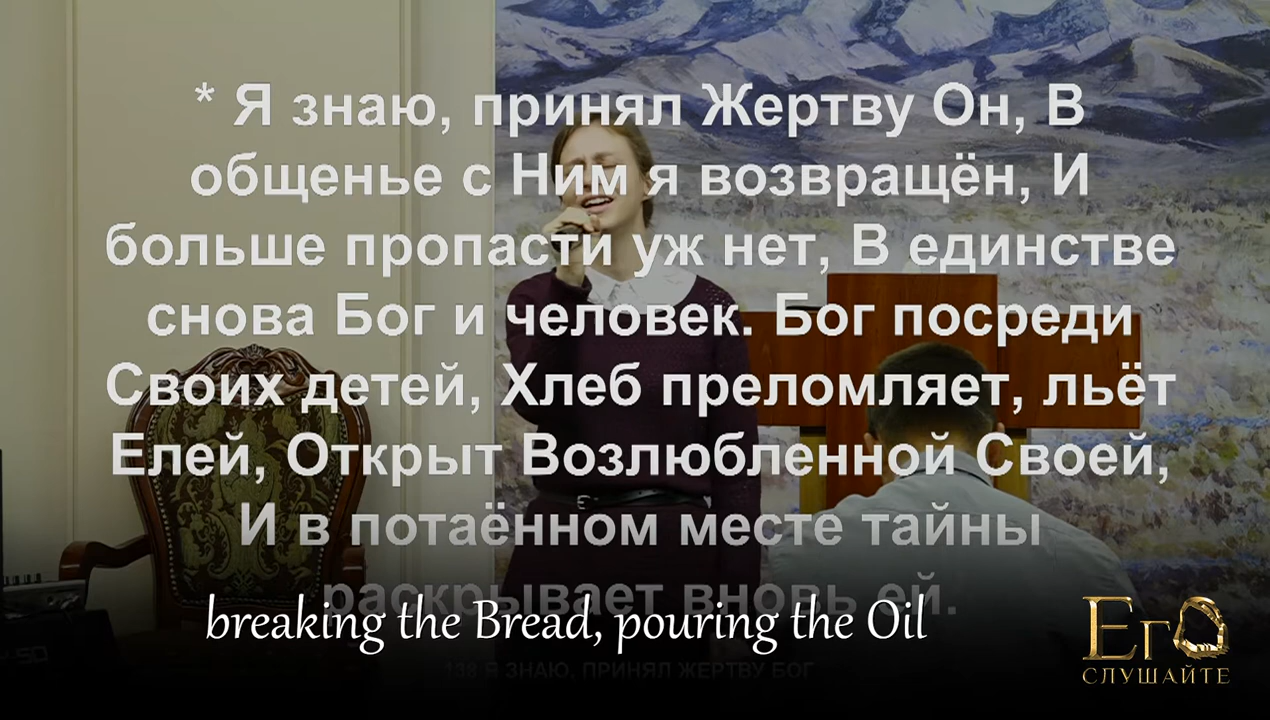 * Я знаю, принял Жертву Он, В
общенье с Ним я возвращён, И
больше пропасти уж нет, В единстве
снова Бог и человек. Бог посреди
Своих детей, Хлеб преломляет, льёт
Елей, Открыт Возлюбленной Своей,
И в потаённом месте тайны
раскрывает вновь ей.
breaking the Bread, pouring the Oil
138 Я ЗНАЮ, ПРИНЯЛ ЖЕРТВУ БОГ
ЕгО
СЛУШАЙТЕ